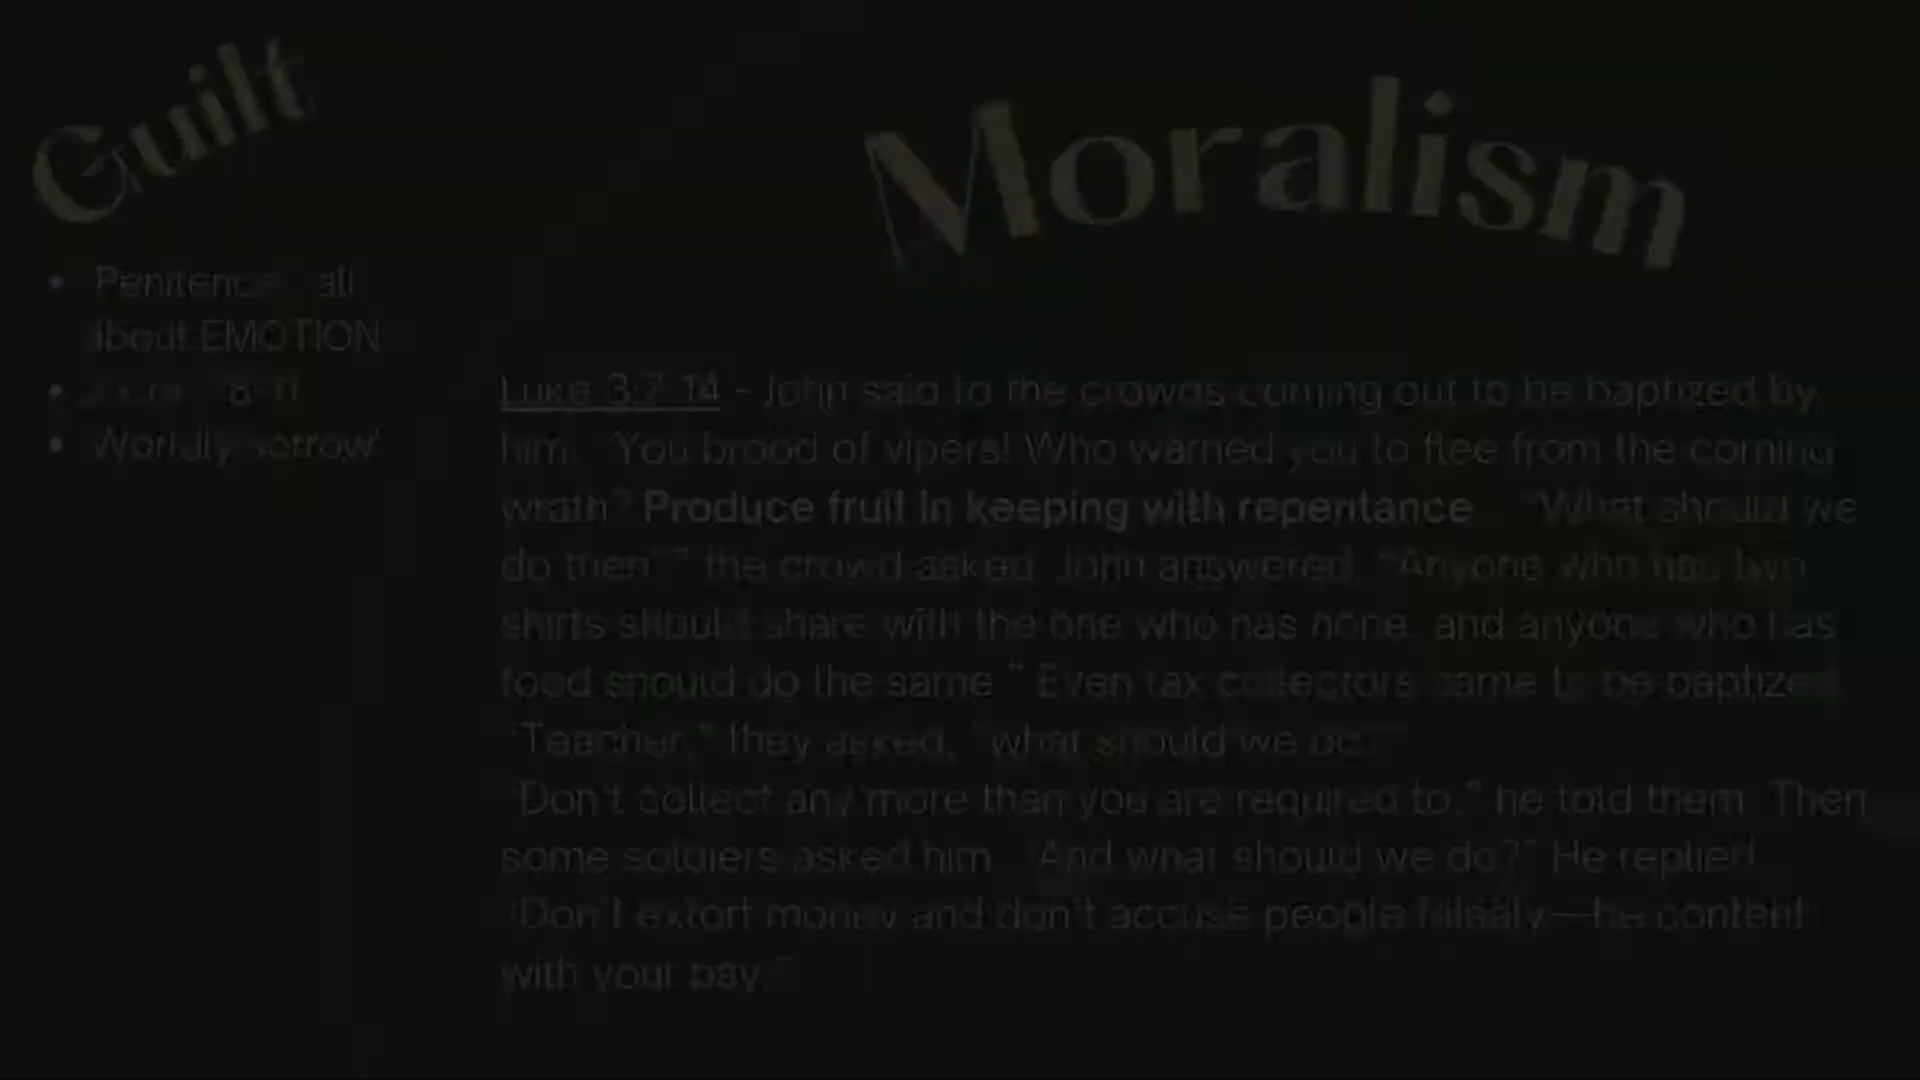 Guilt
Moralism
Penitence all
about EMOTION
8-11
Worldly sorrow'
Luke 3:7-14 - John said to the crowds coming out to be baptized by
him, "You brood of vipers! Who warned you to flee from the coming
wrath? Produce fruit in keeping with repentance. "What should we
do then?" the crowd asked. John answered, "Anyone who has two
shirts should share with the one who has none, and anyone who has
food should do the same." Even tax collectors came to be baptized.
"Teacher," they asked, "what should we do?"
"Don't collect any more than you are required to," he told them. Then
some soldiers asked him, "And what should we do?" He replied,
"Don't extort money and don't accuse people falsely—be content
with your pay."